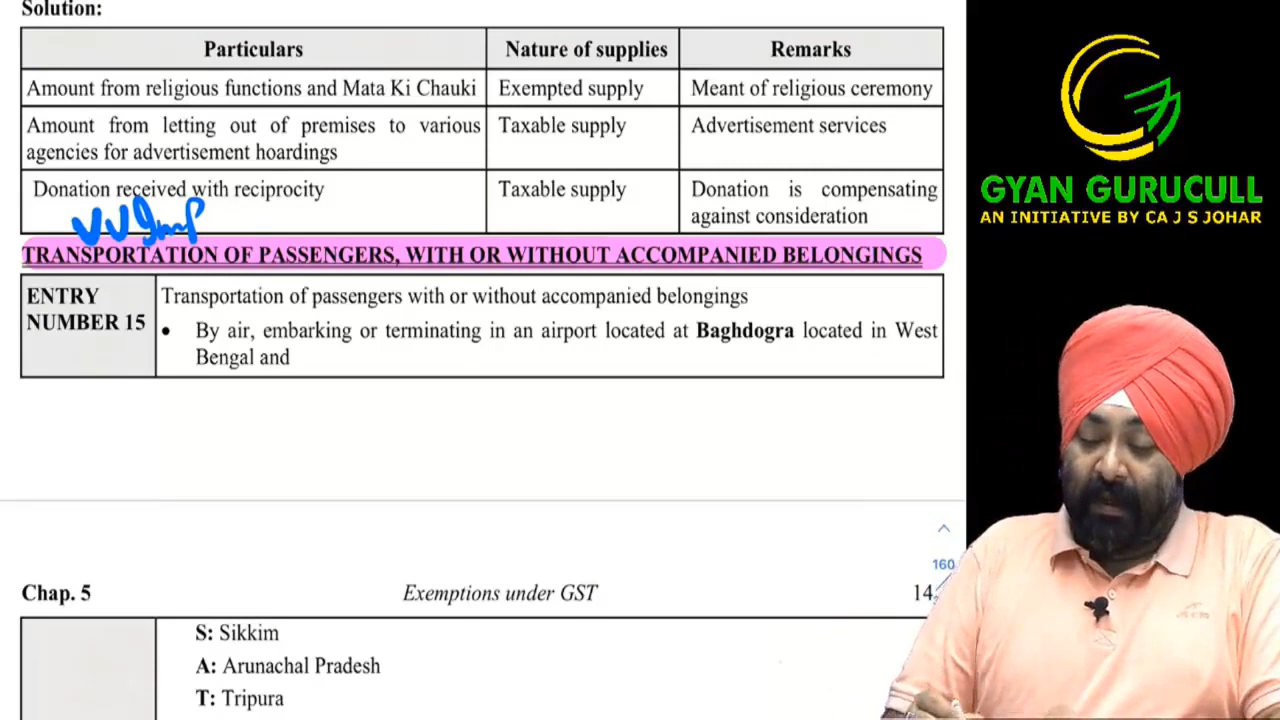 Solution:
Particulars Nature of supplies Remarks
Amount from religious functions and Mata Ki Chauki Exempted supply Meant of religious ceremony
Amount from letting out of premises to various Taxable supply Advertisement services
agencies for advertisement hoardings
Donation received with reciprocity Taxable supply Donation is compensating
against consideration
VV Imp
TRANSPORTATION OF PASSENGERS, WITH OR WITHOUT ACCOMPANIED BELONGINGS
ENTRY Transportation of passengers with or without accompanied belongings
NUMBER 15
• By air, embarking or terminating in an airport located at Baghdogra located in West
Bengal and
160
Chap. 5 Exemptions under GST 14
S: Sikkim
A: Arunachal Pradesh
T: Tripura
GYAN GURUCULL
AN INITIATIVE BY CA J S JOHAR